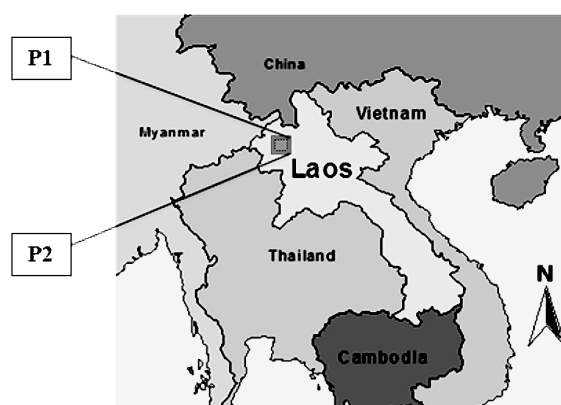 P1
China
Vietnam
Myanmar
Laos
P2
Thailand
N
Cambodia